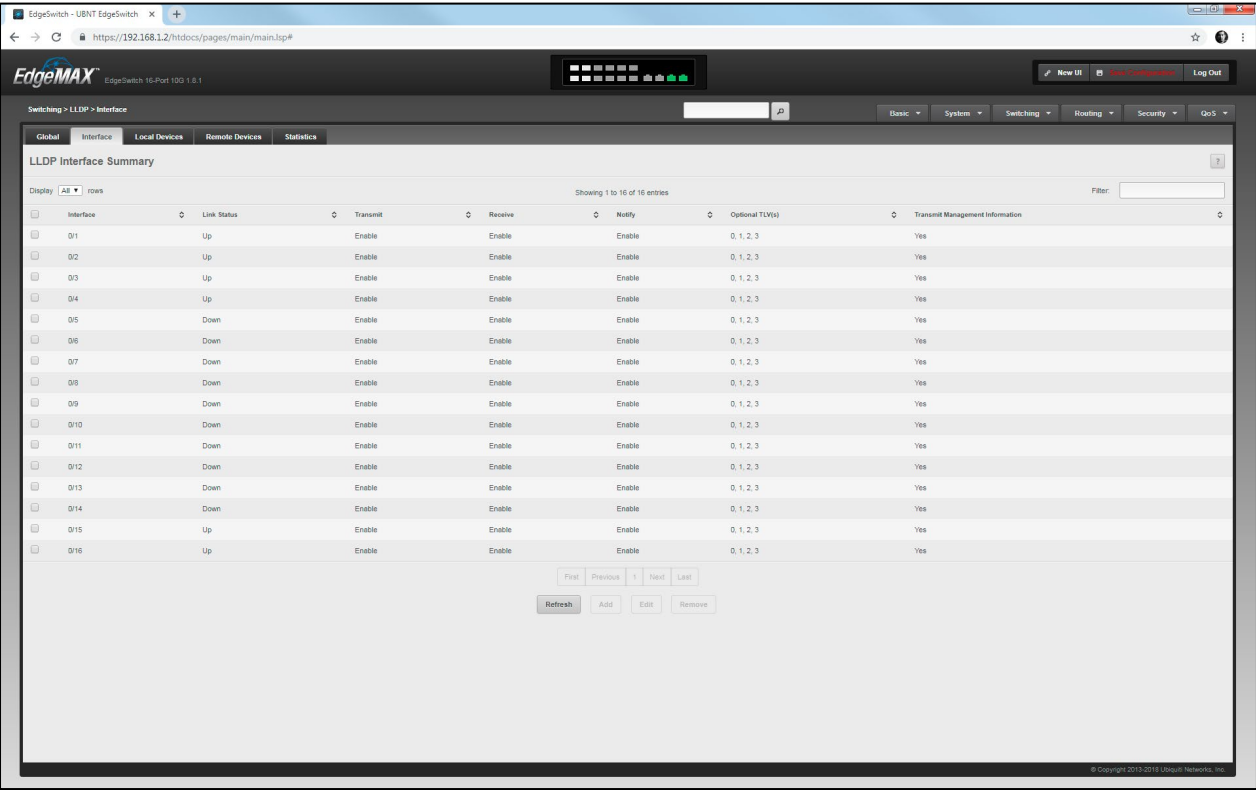 EdgeSwitch - UBNT EdgeSwitch
https://192.168.1.2/htdocs/pages/main/main.lsp#
EdgeMAX™ EdgeSwitch 16-Port 10G 1.8.1
New UI Log Out
Switching > LLDP > Interface
Basic System Switching Routing Security QoS
Global Interface Local Devices Remote Devices Statistics
LLDP Interface Summary ?
Display All rows Showing 1 to 16 of 16 entries Filter:
Interface Link Status Transmit Receive Notify Optional TLV(s) Transmit Management Information
0/1 Up Enable Enable Enable 0, 1, 2, 3 Yes
0/2 Up Enable Enable Enable 0, 1, 2, 3 Yes
0/3 Up Enable Enable Enable 0, 1, 2, 3 Yes
0/4 Up Enable Enable Enable 0, 1, 2, 3 Yes
0/5 Down Enable Enable Enable 0, 1, 2, 3 Yes
0/6 Down Enable Enable Enable 0, 1, 2, 3 Yes
0/7 Down Enable Enable Enable 0, 1, 2, 3 Yes
0/8 Down Enable Enable Enable 0, 1, 2, 3 Yes
0/9 Down Enable Enable Enable 0, 1, 2, 3 Yes
0/10 Down Enable Enable Enable 0, 1, 2, 3 Yes
0/11 Down Enable Enable Enable 0, 1, 2, 3 Yes
0/12 Down Enable Enable Enable 0, 1, 2, 3 Yes
0/13 Down Enable Enable Enable 0, 1, 2, 3 Yes
0/14 Down Enable Enable Enable 0, 1, 2, 3 Yes
0/15 Up Enable Enable Enable 0, 1, 2, 3 Yes
0/16 Up Enable Enable Enable 0, 1, 2, 3 Yes
First Previous 1 Next Last
Refresh Add Edit Remove
© Copyright 2013-2018 Ubiquiti Networks, Inc.